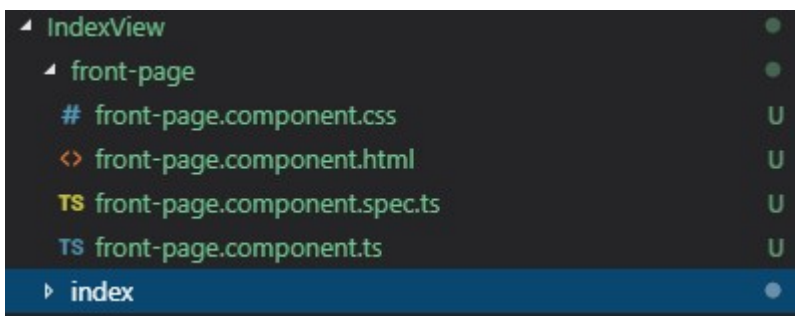 IndexView
front-page
# front-page.component.css U
<> front-page.component.html U
TS front-page.component.spec.ts U
TS front-page.component.ts U
index